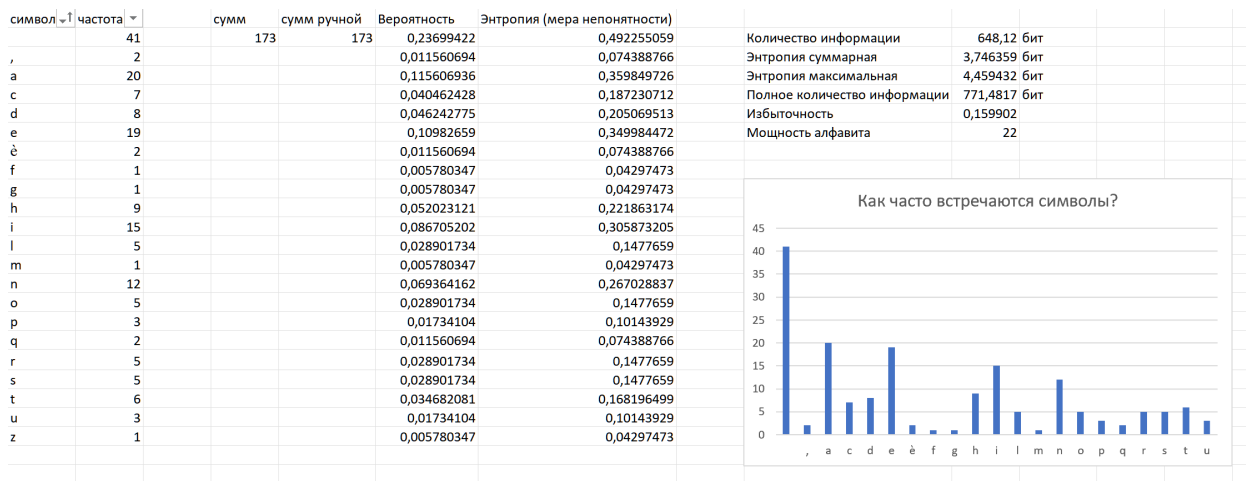 символ частота сумм сумм ручной Вероятность Энтропия (мера непонятности)
41 173 173 0,23699422 0,492255059 Количество информации 648,12 бит
, 2 0,011560694 0,074388766 Энтропия суммарная 3,746359 бит
a 20 0,115606936 0,359849726 Энтропия максимальная 4,459432 бит
c 7 0,040462428 0,187230712 Полное количество информации 771,4817 бит
d 8 0,046242775 0,205069513 Избыточность 0,159902
e 19 0,10982659 0,349984472 Мощность алфавита 22
è 2 0,011560694 0,074388766
f 1 0,005780347 0,04297473
g 1 0,005780347 0,04297473
h 9 0,052023121 0,221863174
i 15 0,086705202 0,305873205
l 5 0,028901734 0,1477659
m 1 0,005780347 0,04297473
n 12 0,069364162 0,267028837
o 5 0,028901734 0,1477659
p 3 0,01734104 0,10143929
q 2 0,011560694 0,074388766
r 5 0,028901734 0,1477659
s 5 0,028901734 0,1477659
t 6 0,034682081 0,168196499
u 3 0,01734104 0,10143929
z 1 0,005780347 0,04297473
Как часто встречаются символы?
45
40
35
30
25
20
15
10
5
0
, a c d e è f g h i l m n o p q r s t u